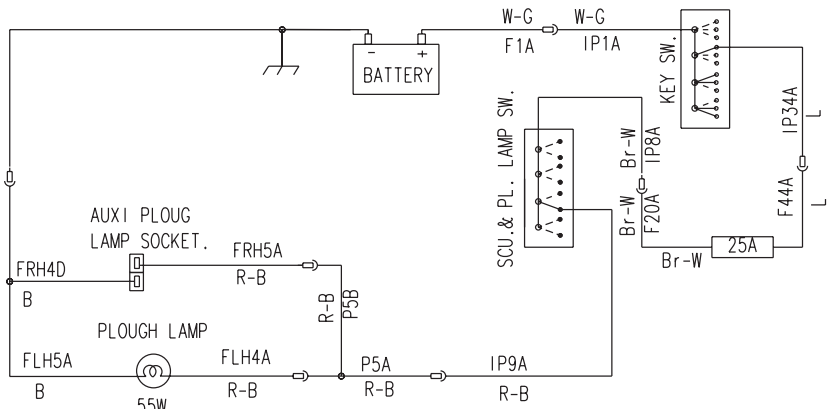 W-G
W-G
F1A
IP1A
- +
BATTERY
KEY SW.
IP34A
L
F44A
L
25A
Br-W
Br-W
IP8A
Br-W
F20A
SCU.& PL. LAMP SW.
AUXI PLOUG
LAMP SOCKET.
FRH5A
R-B
FRH4D
B
R-B
P5B
PLOUGH LAMP
FLH5A
B
55W
FLH4A
R-B
P5A
R-B
IP9A
R-B